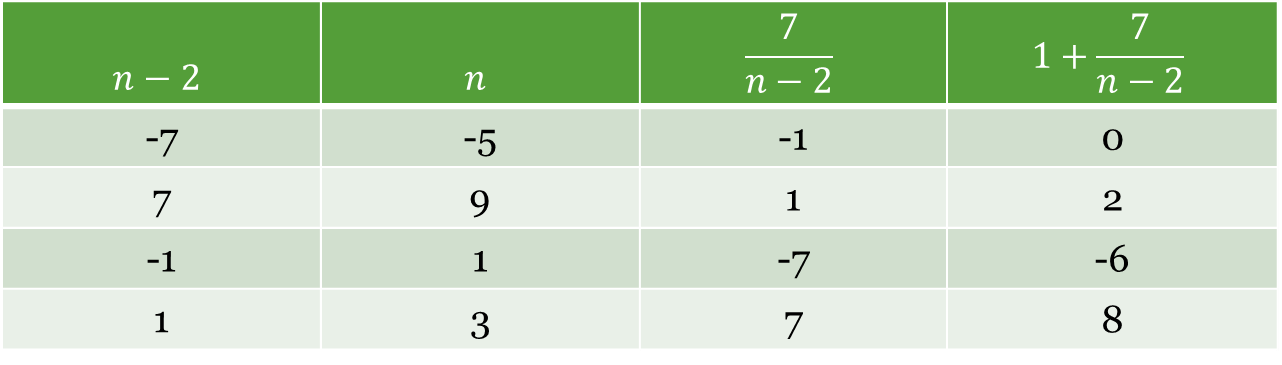 n − 2 n 7/(n − 2) 1 + 7/(n − 2)
-7 -5 -1 0
7 9 1 2
-1 1 -7 -6
1 3 7 8